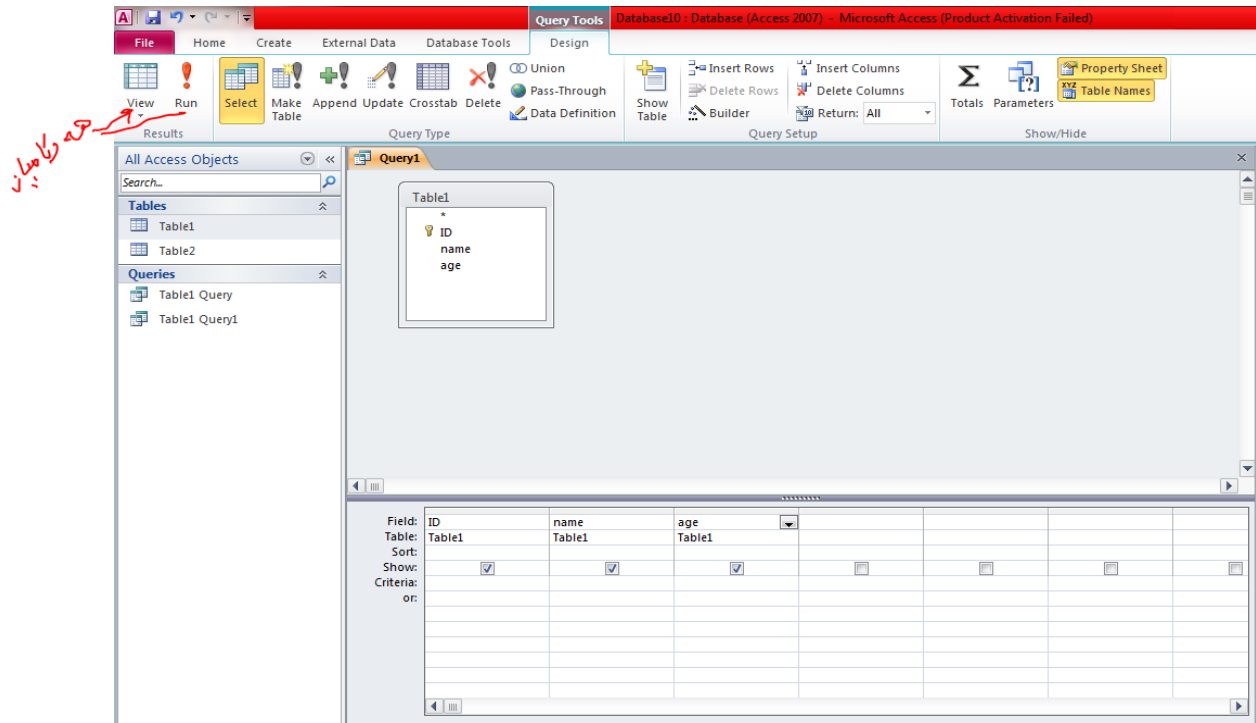 A
Query Tools
Database10 : Database (Access 2007) - Microsoft Access (Product Activation Failed)
File Home Create External Data Database Tools Design
View Run
Results
Select Make Table Append Update Crosstab Delete
Union
Pass-Through
Data Definition
Query Type
Show Table
Insert Rows
Delete Rows
Builder
Insert Columns
Delete Columns
Return: All
Query Setup
Totals Parameters
Property Sheet
Table Names
Show/Hide
All Access Objects
Search...
Tables
Table1
Table2
Queries
Table1 Query
Table1 Query1
Query1
Table1
*
ID
name
age
Field: ID name age
Table: Table1 Table1 Table1
Sort:
Show:
Criteria:
or: